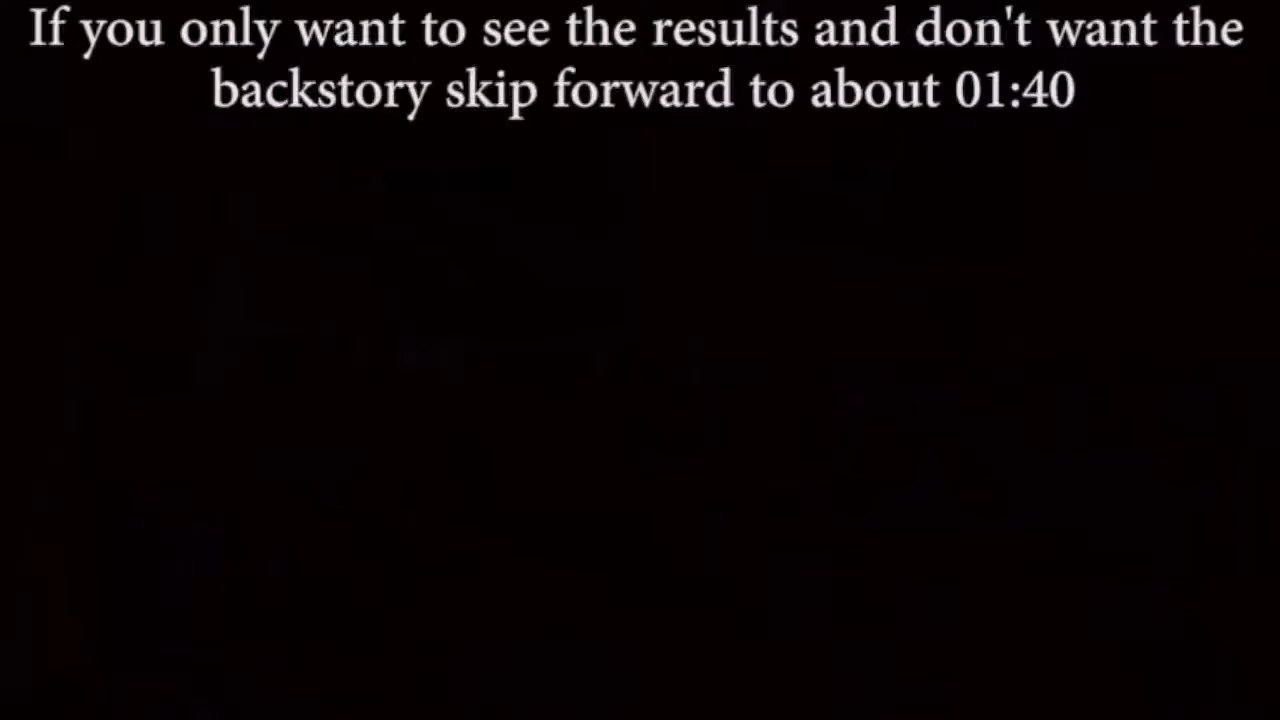 If you only want to see the results and don't want the
backstory skip forward to about 01:40